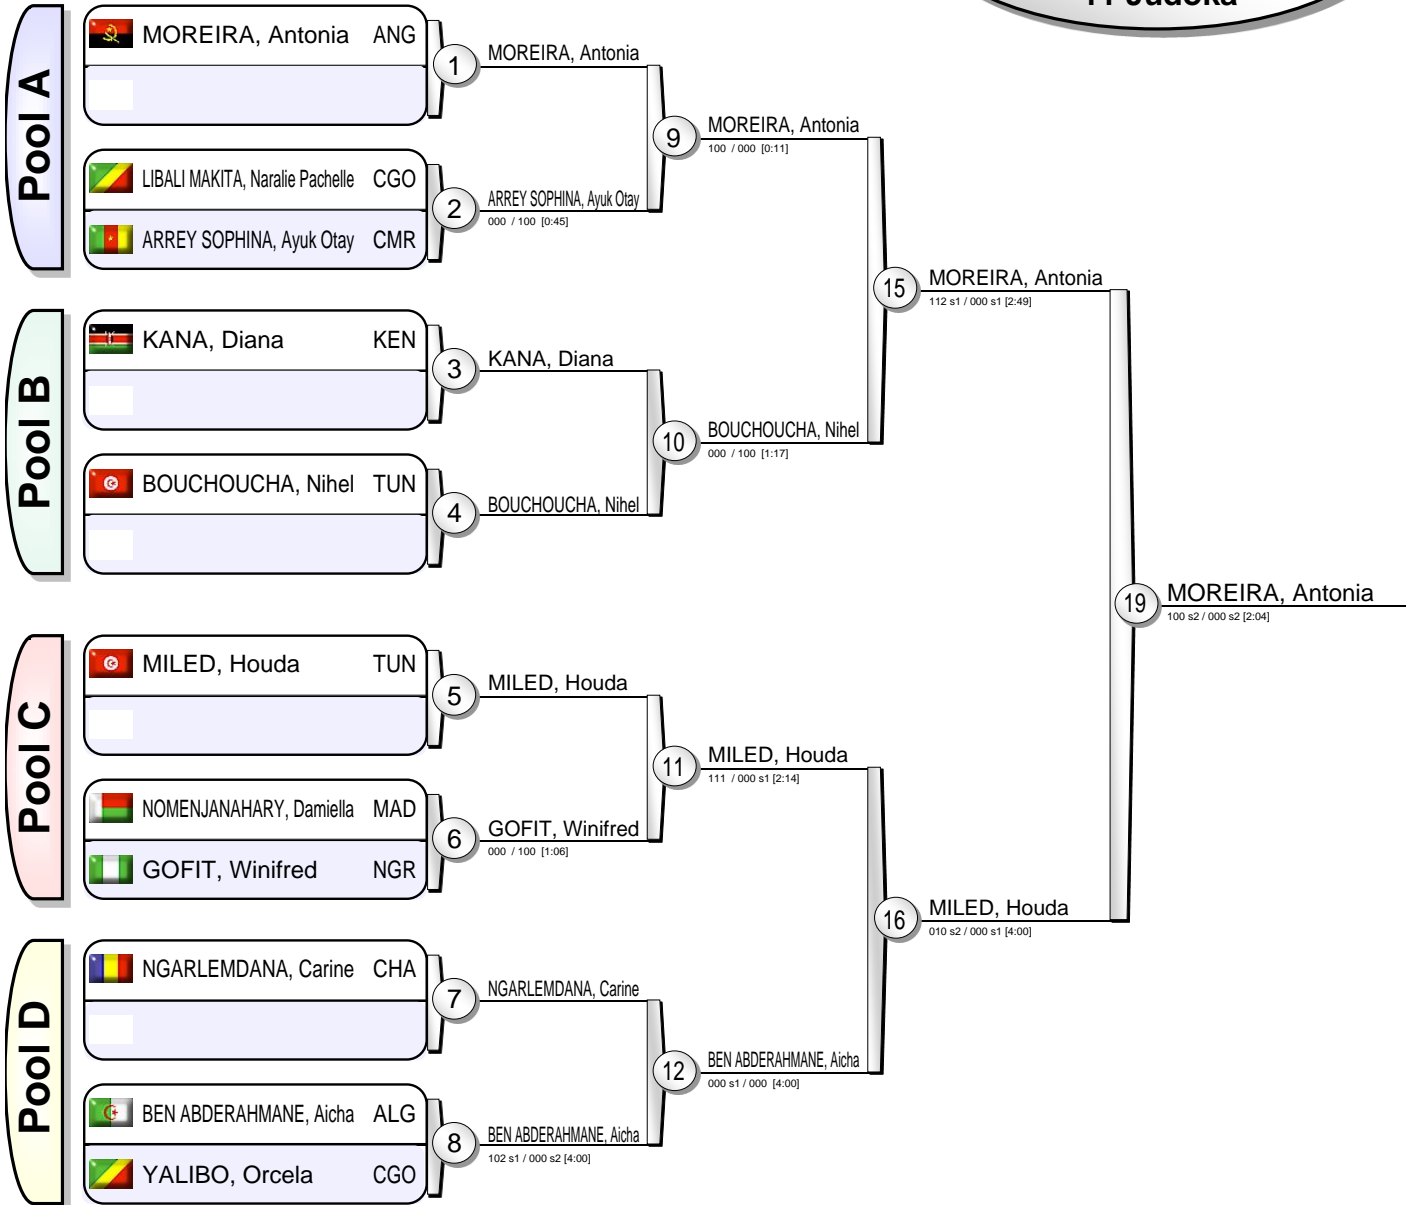 11 Judoka
Pool A
MOREIRA, Antonia ANG
LIBALI MAKITA, Naralie Pachelle CGO
ARREY SOPHINA, Ayuk Otay CMR
Pool B
KANA, Diana KEN
BOUCHOUCHA, Nihel TUN
Pool C
MILED, Houda TUN
NOMENJANAHARY, Damiella MAD
GOFIT, Winifred NGR
Pool D
NGARLEMDANA, Carine CHA
BEN ABDERAHMANE, Aicha ALG
YALIBO, Orcela CGO
1
MOREIRA, Antonia
2
ARREY SOPHINA, Ayuk Otay
000 / 100 [0:45]
3
KANA, Diana
4
BOUCHOUCHA, Nihel
5
MILED, Houda
6
GOFIT, Winifred
000 / 100 [1:06]
7
NGARLEMDANA, Carine
8
BEN ABDERAHMANE, Aicha
102 s1 / 000 s2 [4:00]
9
MOREIRA, Antonia
100 / 000 [0:11]
10
BOUCHOUCHA, Nihel
000 / 100 [1:17]
11
MILED, Houda
111 / 000 s1 [2:14]
12
BEN ABDERAHMANE, Aicha
000 s1 / 000 [4:00]
15
MOREIRA, Antonia
112 s1 / 000 s1 [2:49]
16
MILED, Houda
010 s2 / 000 s1 [4:00]
19
MOREIRA, Antonia
100 s2 / 000 s2 [2:04]